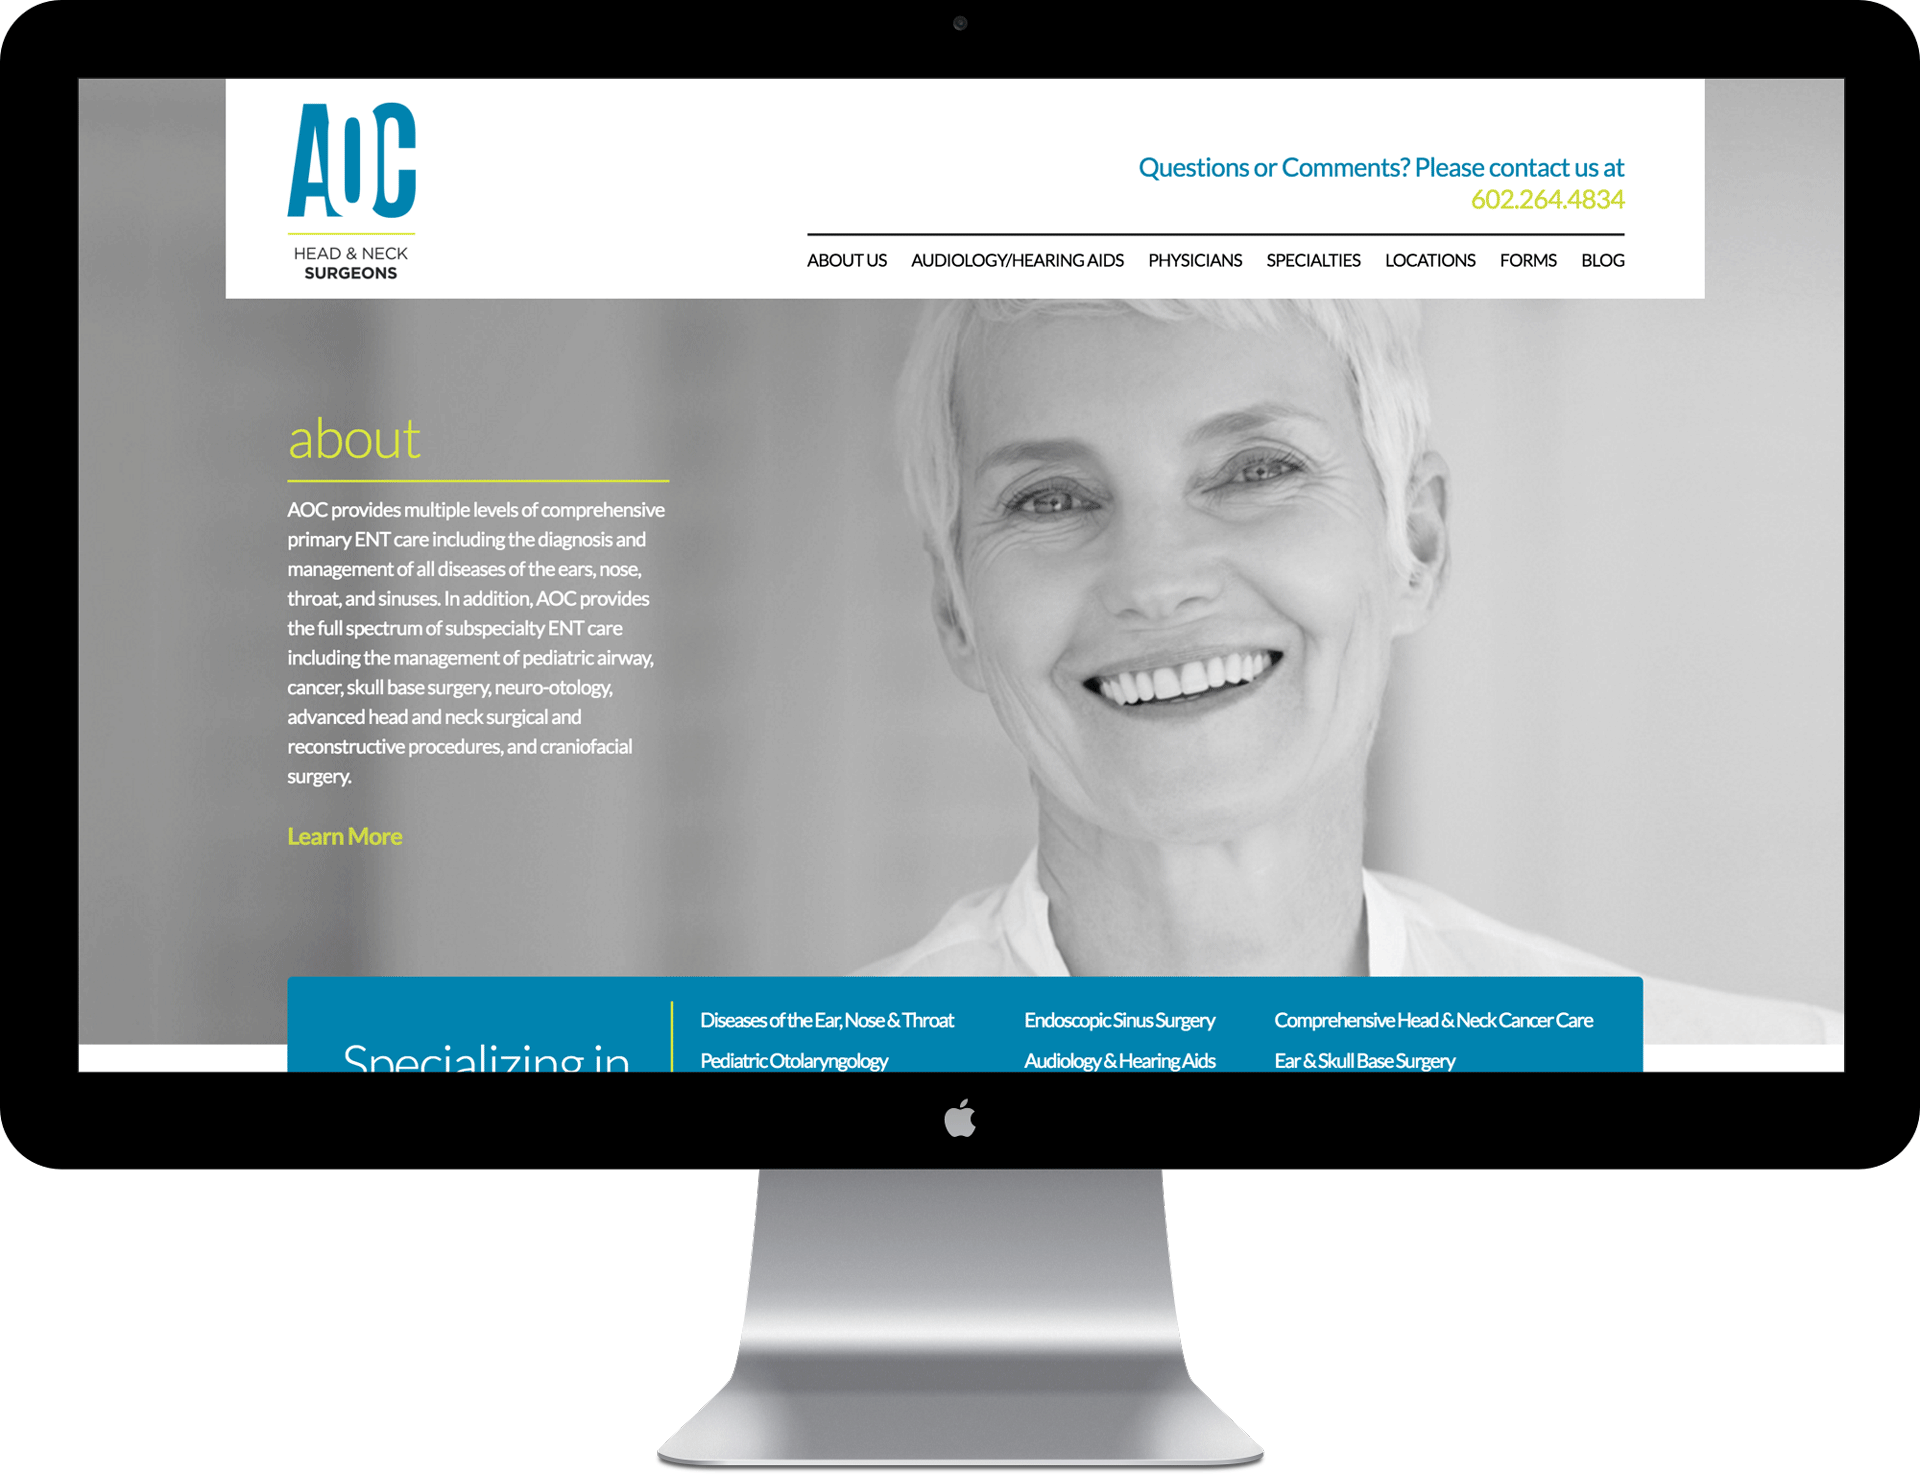 AOC
HEAD & NECK
SURGEONS
Questions or Comments? Please contact us at
602.264.4834
ABOUT US AUDIOLOGY/HEARING AIDS PHYSICIANS SPECIALTIES LOCATIONS FORMS BLOG
about
AOC provides multiple levels of comprehensive
primary ENT care including the diagnosis and
management of all diseases of the ears, nose,
throat, and sinuses. In addition, AOC provides
the full spectrum of subspecialty ENT care
including the management of pediatric airway,
cancer, skull base surgery, neuro-otology,
advanced head and neck surgical and
reconstructive procedures, and craniofacial
surgery.
Learn More
Specializing in
Diseases of the Ear, Nose & Throat Endoscopic Sinus Surgery Comprehensive Head & Neck Cancer Care
Pediatric Otolaryngology Audiology & Hearing Aids Ear & Skull Base Surgery